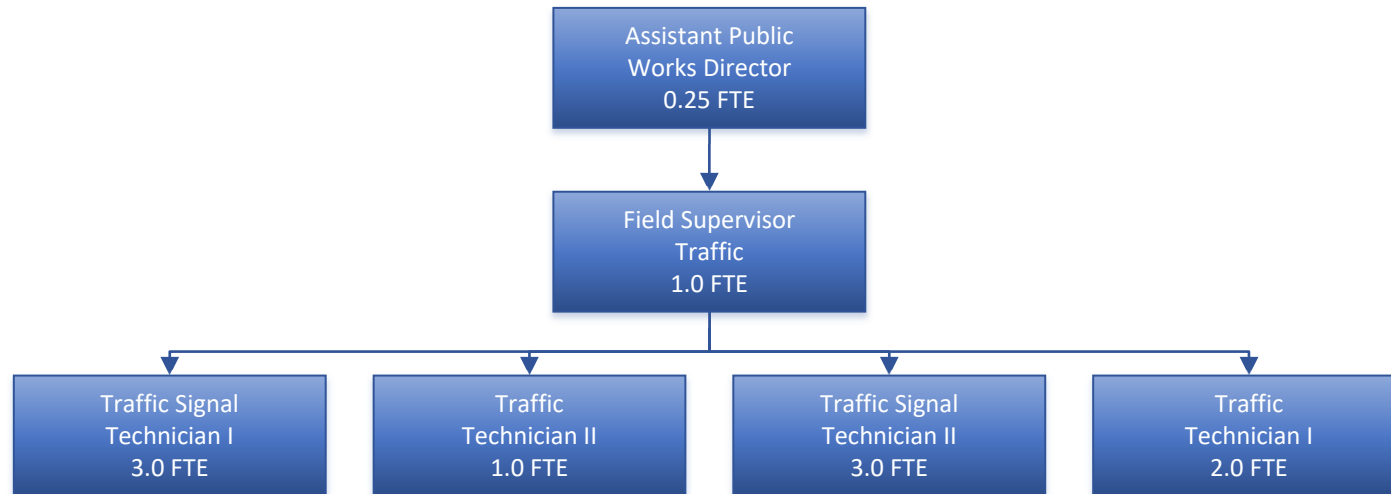 Assistant Public
Works Director
0.25 FTE
Field Supervisor
Traffic
1.0 FTE
Traffic Signal
Technician I
3.0 FTE
Traffic
Technician II
1.0 FTE
Traffic Signal
Technician II
3.0 FTE
Traffic
Technician I
2.0 FTE